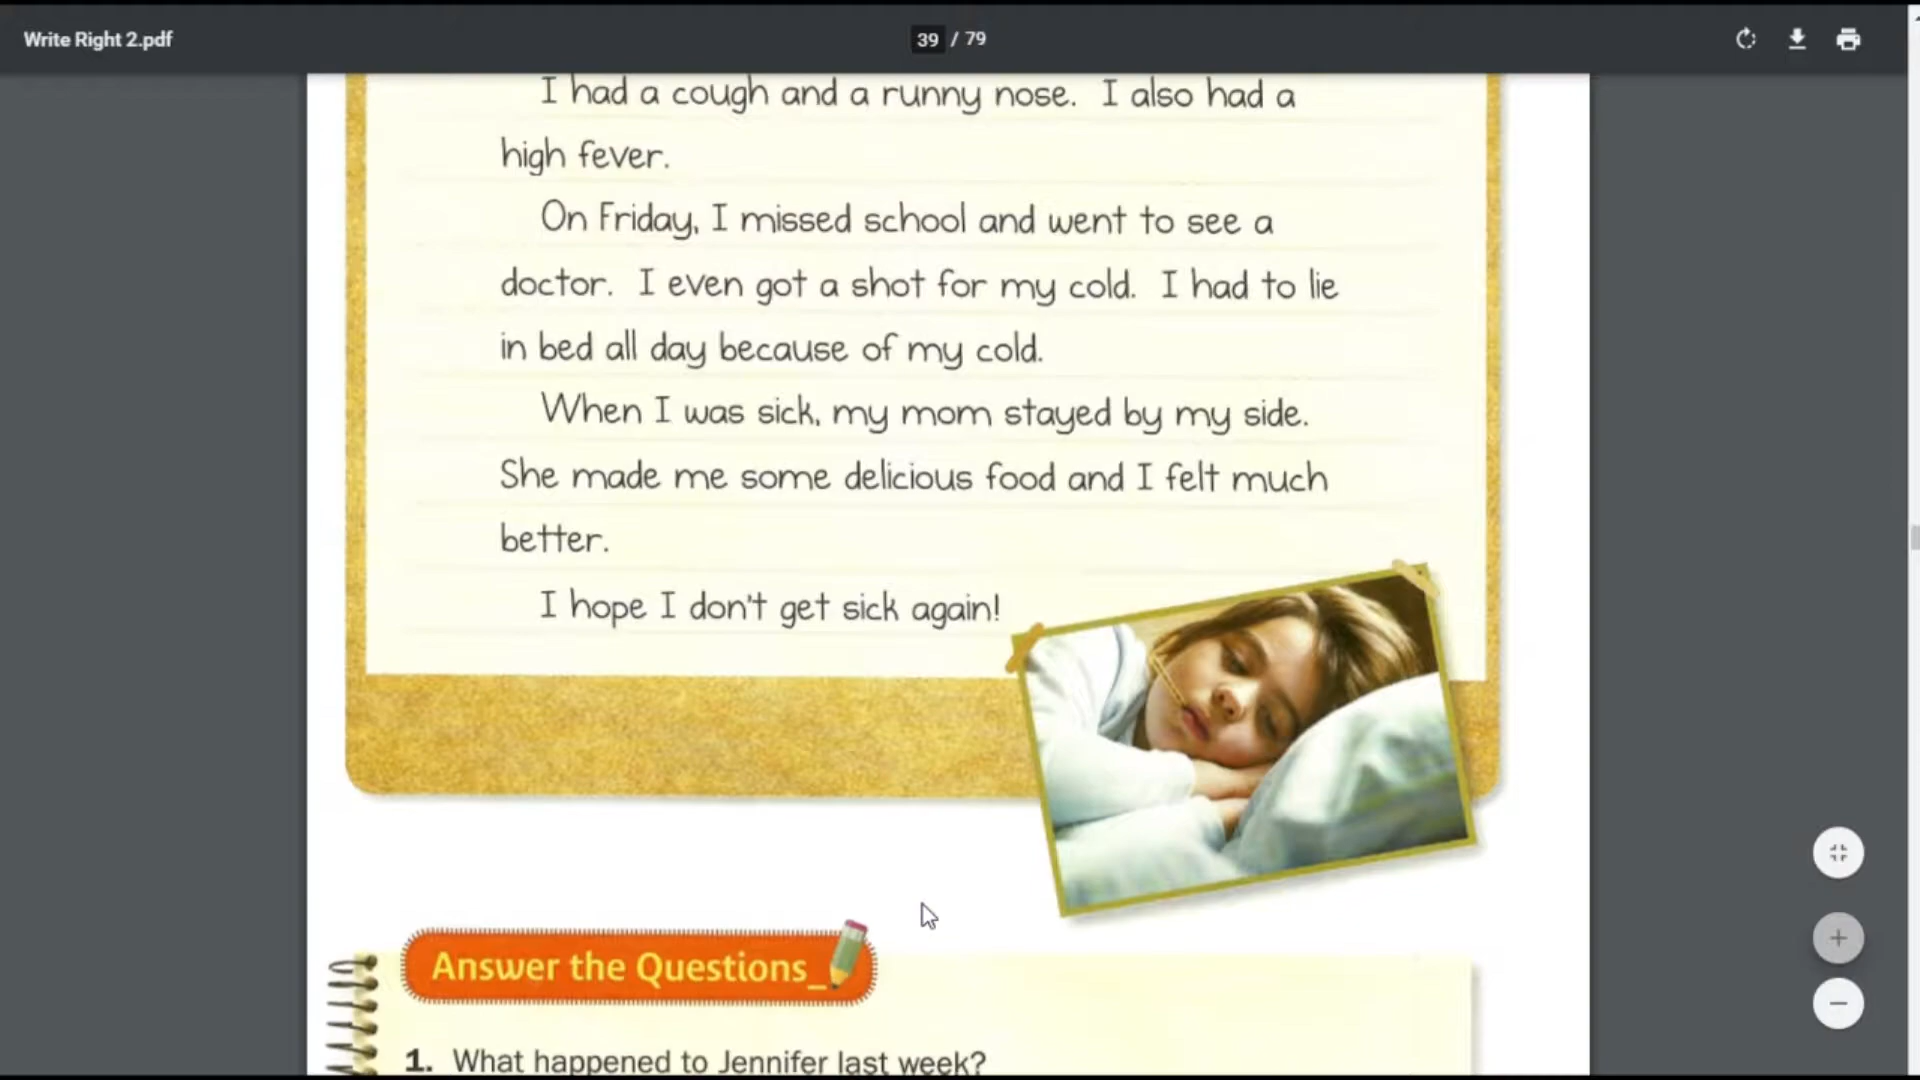 Write Right 2.pdf
39 / 79
I had a cough and a runny nose. I also had a
high fever.
On Friday, I missed school and went to see a
doctor. I even got a shot for my cold. I had to lie
in bed all day because of my cold.
When I was sick, my mom stayed by my side.
She made me some delicious food and I felt much
better.
I hope I don't get sick again!
Answer the Questions_
1. What happened to Jennifer last week?